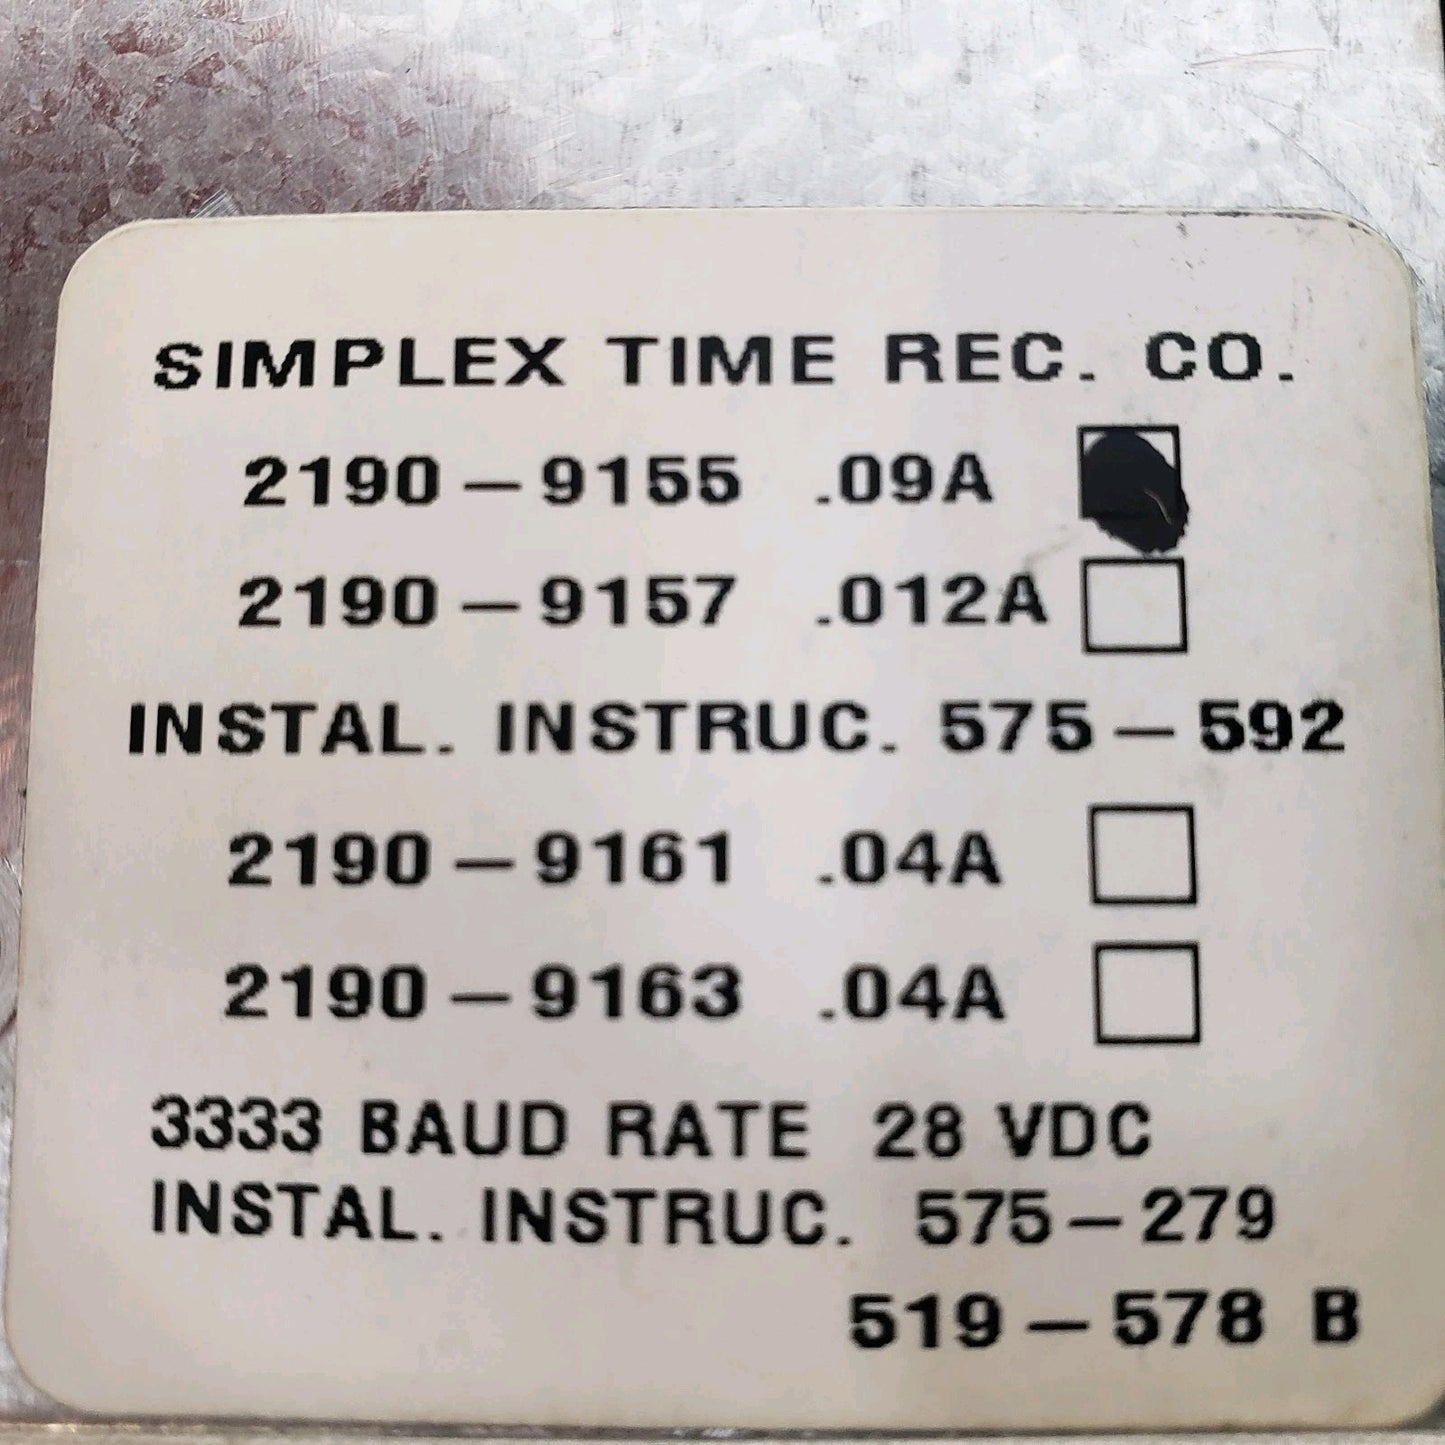 SIMPLEX TIME REC. CO.
2190-9155 .09A
2190-9157 .012A
INSTAL. INSTRUC. 575-592
2190-9161 .04A
2190-9163 .04A
3333 BAUD RATE 28 VDC
INSTAL. INSTRUC. 575-279
519-578 B